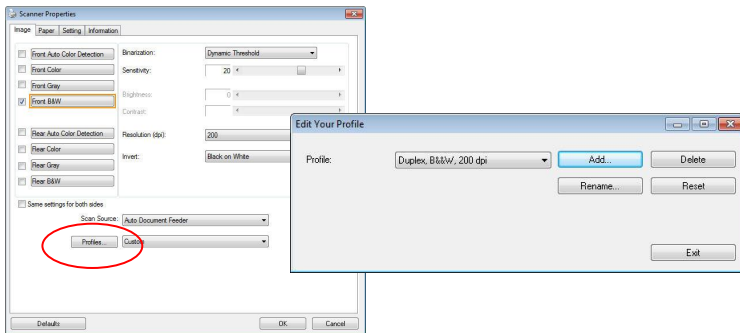 Scanner Properties
Image Paper Setting Information
Front Auto Color Detection
Front Color
Front Gray
Front B&W
Rear Auto Color Detection
Rear Color
Rear Gray
Rear B&W
Binarization: Dynamic Threshold
Sensitivity: 20
Brightness: 0
Contrast:
Resolution (dpi): 200
Invert: Black on White
Same settings for both sides
Scan Source: Auto Document Feeder
Profiles... Custom
Defaults OK Cancel
Edit Your Profile
Profile: Duplex, B&&W, 200 dpi Add... Delete
Rename... Reset
Exit